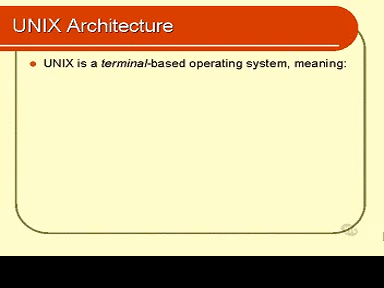 UNIX Architecture
UNIX is a terminal-based operating system, meaning: